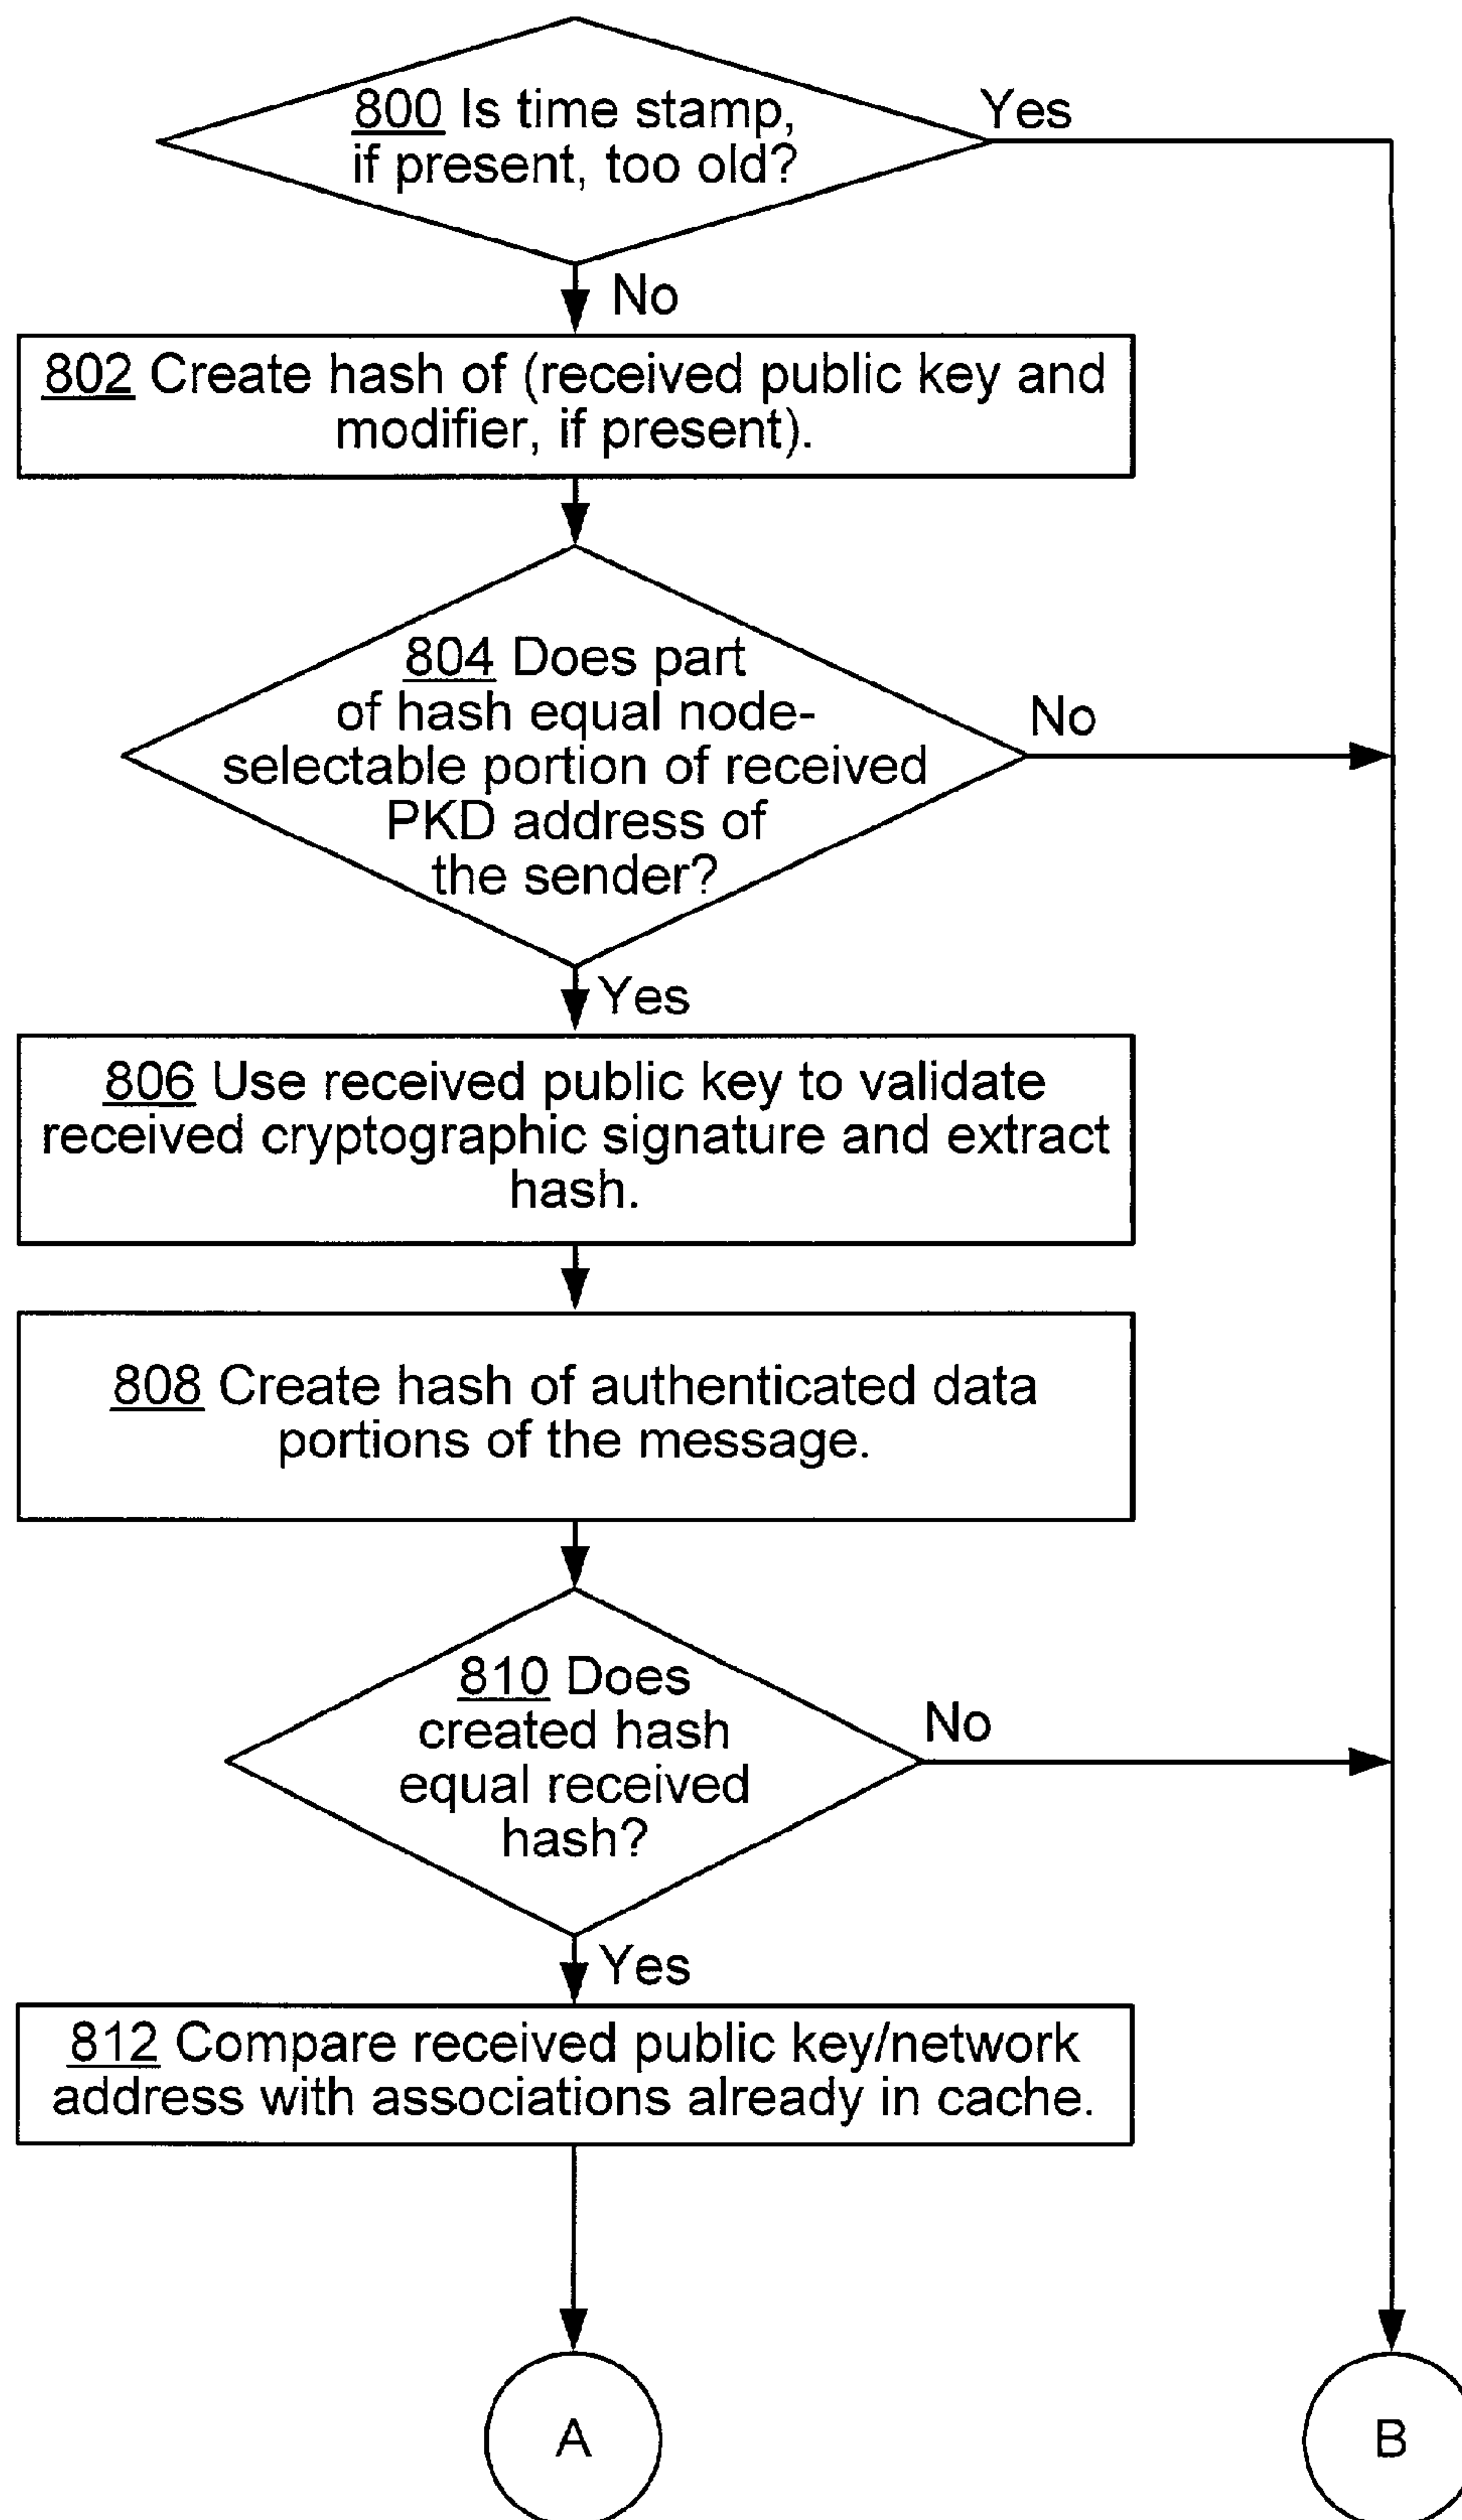 800 Is time stamp,
if present, too old?
Yes
No
802 Create hash of (received public key and
modifier, if present).
804 Does part
of hash equal node-
selectable portion of received
PKD address of
the sender?
No
Yes
806 Use received public key to validate
received cryptographic signature and extract
hash.
808 Create hash of authenticated data
portions of the message.
810 Does
created hash
equal received
hash?
No
Yes
812 Compare received public key/network
address with associations already in cache.
A
B